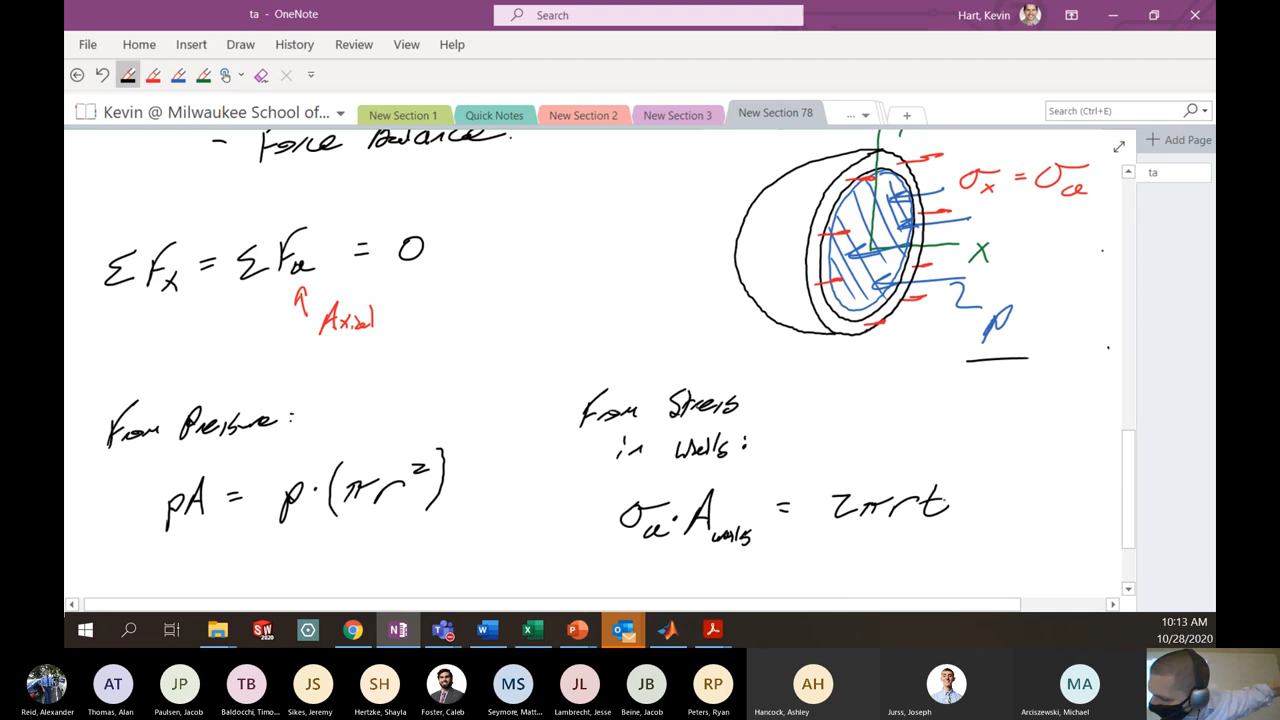 ta - OneNote
Search
Hart, Kevin
File Home Insert Draw History Review View Help
Kevin @ Milwaukee School of...
New Section 1
Quick Notes
New Section 2
New Section 3
New Section 78
...
Search (Ctrl+E)
Add Page
ta
- Force Balance.
σx = σa
x
p
ΣFx = ΣFa = 0
Axial
From Pressure:
pA = p·(πr²)
From Stress
in walls:
σa·Awalls = 2πrt
10:13 AM
10/28/2020
SW
2020
AT
JP
TB
JS
SH
MS
JL
JB
RP
AH
MA
Reid, Alexander
Thomas, Alan
Paulsen, Jacob
Baldocchi, Timo...
Sikes, Jeremy
Hertzke, Shayla
Foster, Caleb
Seymore, Matt...
Lambrecht, Jesse
Beine, Jacob
Peters, Ryan
Hancock, Ashley
Jurss, Joseph
Arciszewski, Michael